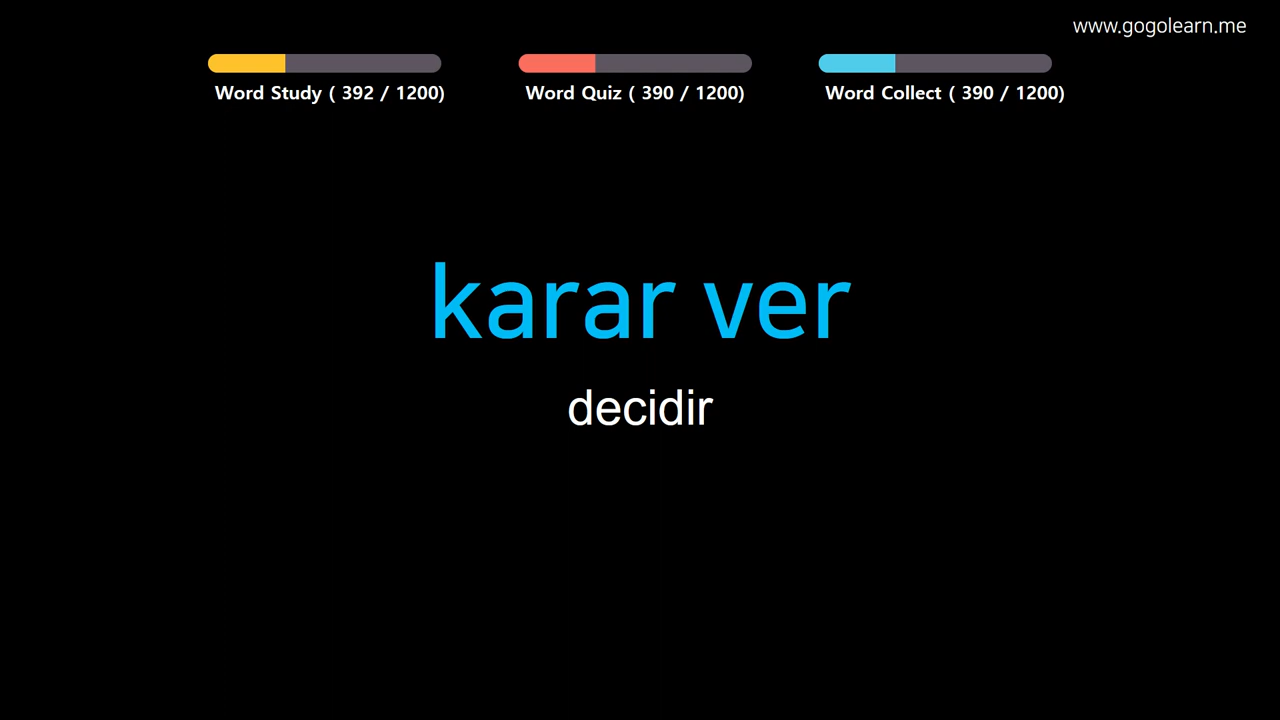 www.gogolearn.me
Word Study ( 392 / 1200)
Word Quiz ( 390 / 1200)
Word Collect ( 390 / 1200)
karar ver
decidir